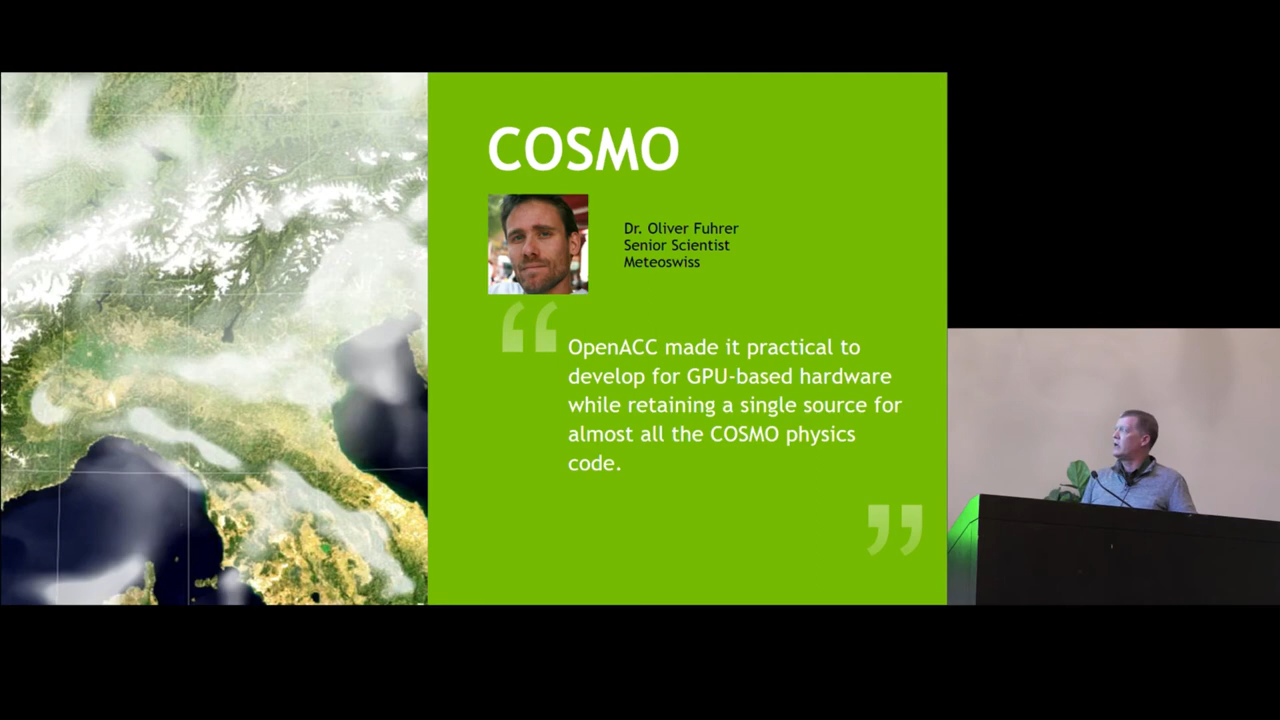 COSMO
Dr. Oliver Fuhrer
Senior Scientist
Meteoswiss
“
OpenACC made it practical to
develop for GPU-based hardware
while retaining a single source for
almost all the COSMO physics
code.
”